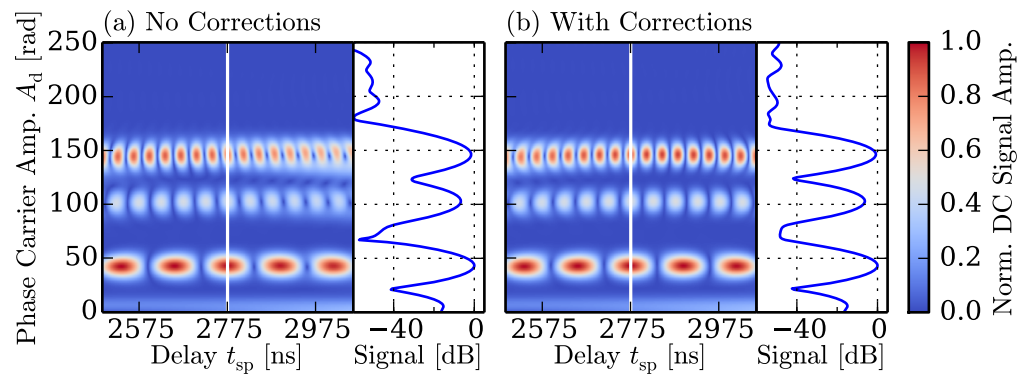 (a) No Corrections
(b) With Corrections
Phase Carrier Amp. A_d [rad]
250
200
150
100
50
0
2575 2775 2975
Delay t_sp [ns]
−40 0
Signal [dB]
2575 2775 2975
Delay t_sp [ns]
−40 0
Signal [dB]
1.0
0.8
0.6
0.4
0.2
0.0
Norm. DC Signal Amp.